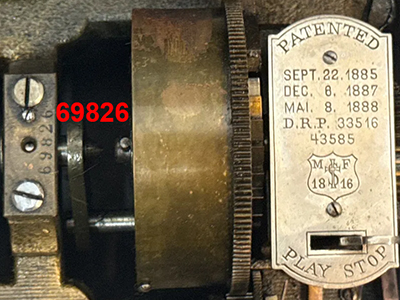 69826
69826
PATENTED
SEPT. 22. 1885
DEC. 6. 1887
MAI. 8. 1888
D.R.P. 33516
43585
M F
18 16
PLAY STOP